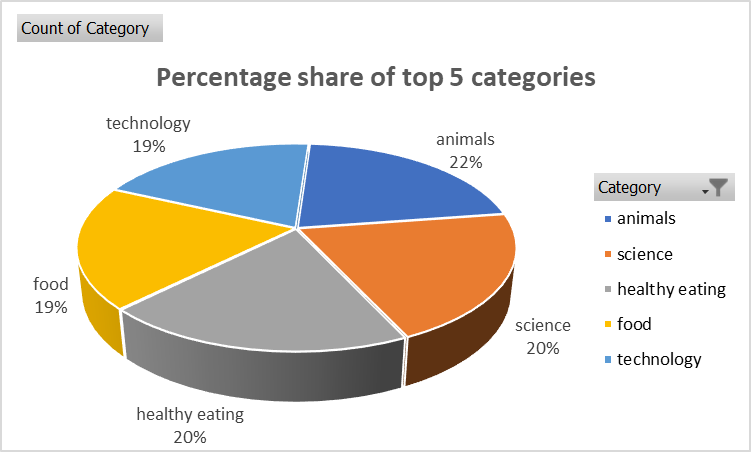 Count of Category
Percentage share of top 5 categories
technology
19%
animals
22%
Category
animals
science
healthy eating
food
technology
food
19%
science
20%
healthy eating
20%